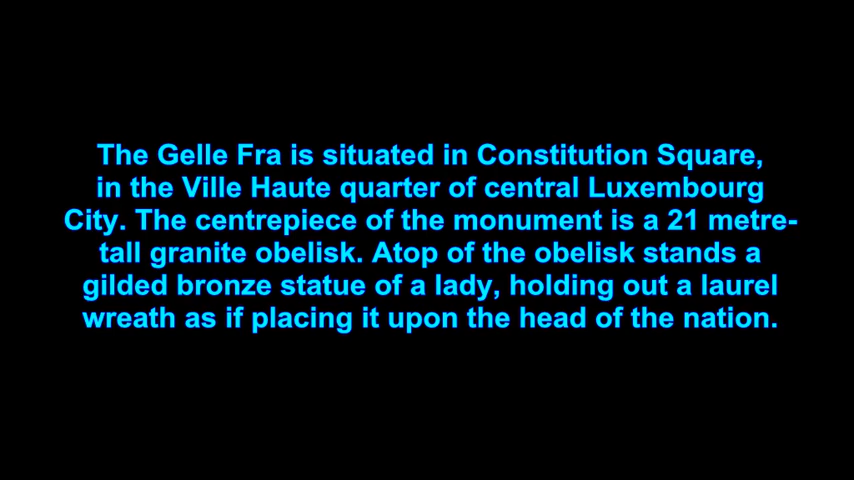 The Gelle Fra is situated in Constitution Square,
in the Ville Haute quarter of central Luxembourg
City. The centrepiece of the monument is a 21 metre-
tall granite obelisk. Atop of the obelisk stands a
gilded bronze statue of a lady, holding out a laurel
wreath as if placing it upon the head of the nation.